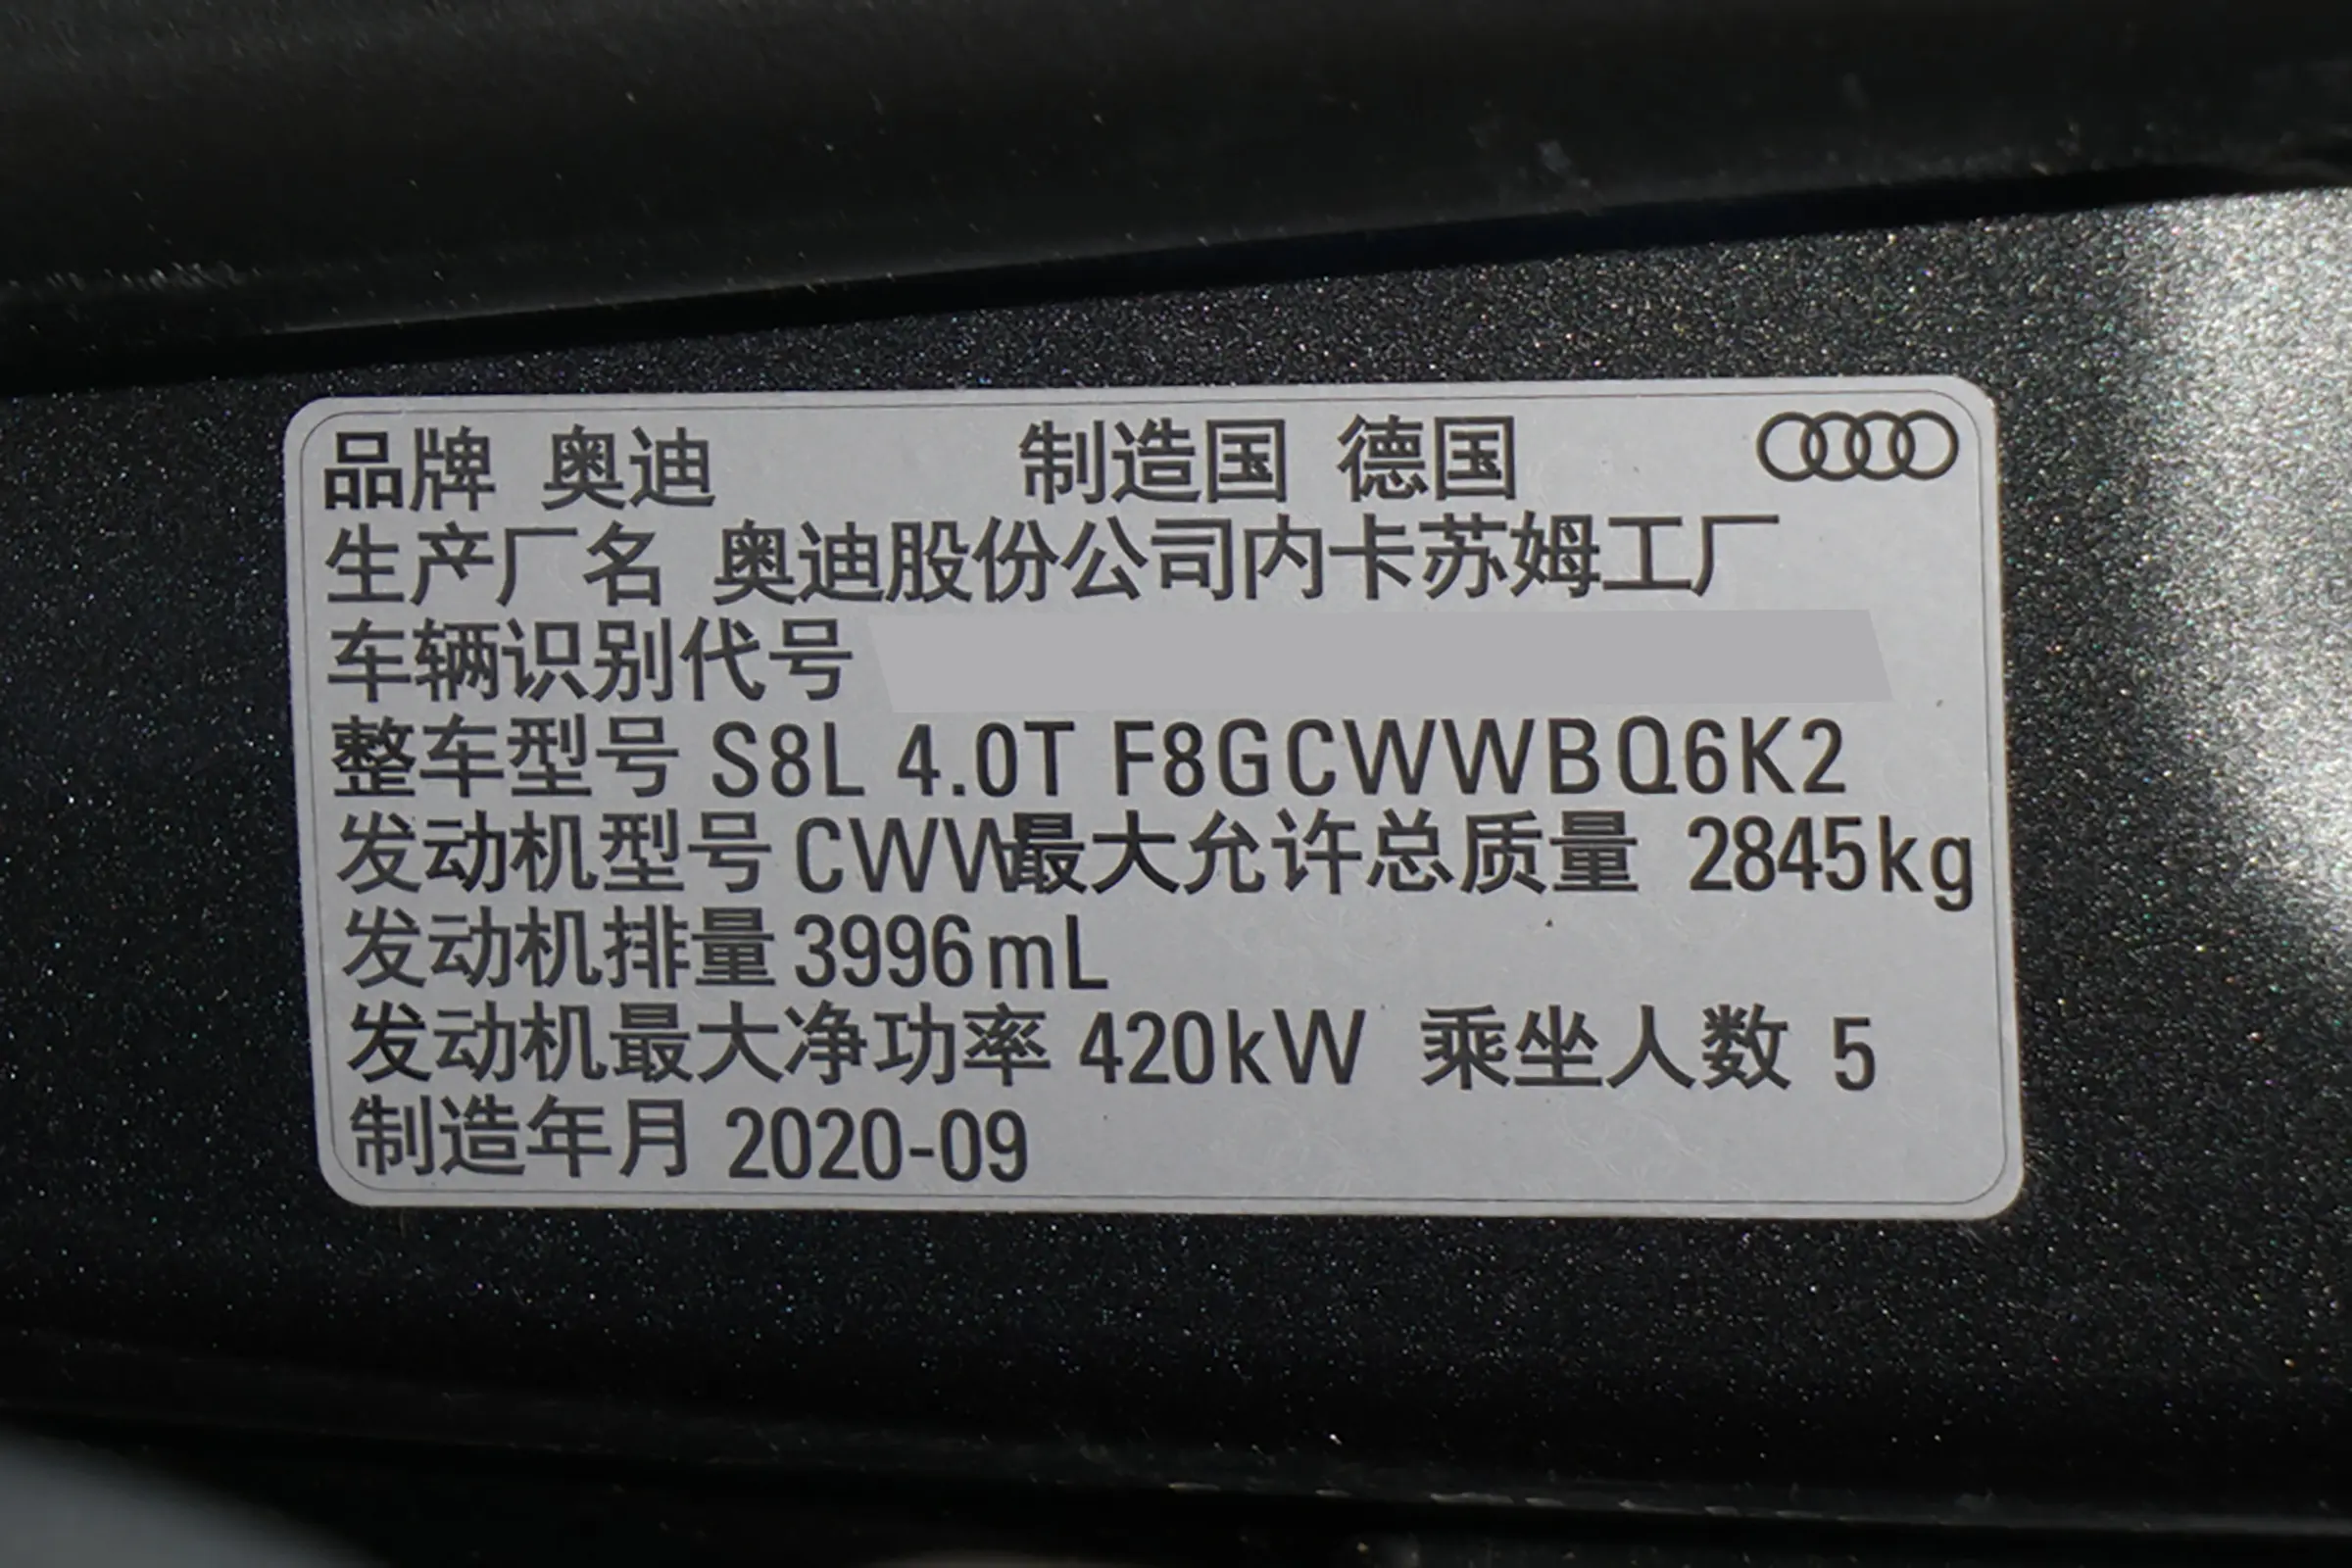 品牌 奥迪 制造国 德国
生产厂名 奥迪股份公司内卡苏姆工厂
车辆识别代号
整车型号 S8L 4.0T F8GCWWWBQ6K2
发动机型号 CWW最大允许总质量 2845kg
发动机排量 3996mL
发动机最大净功率 420kW 乘坐人数 5
制造年月 2020-09